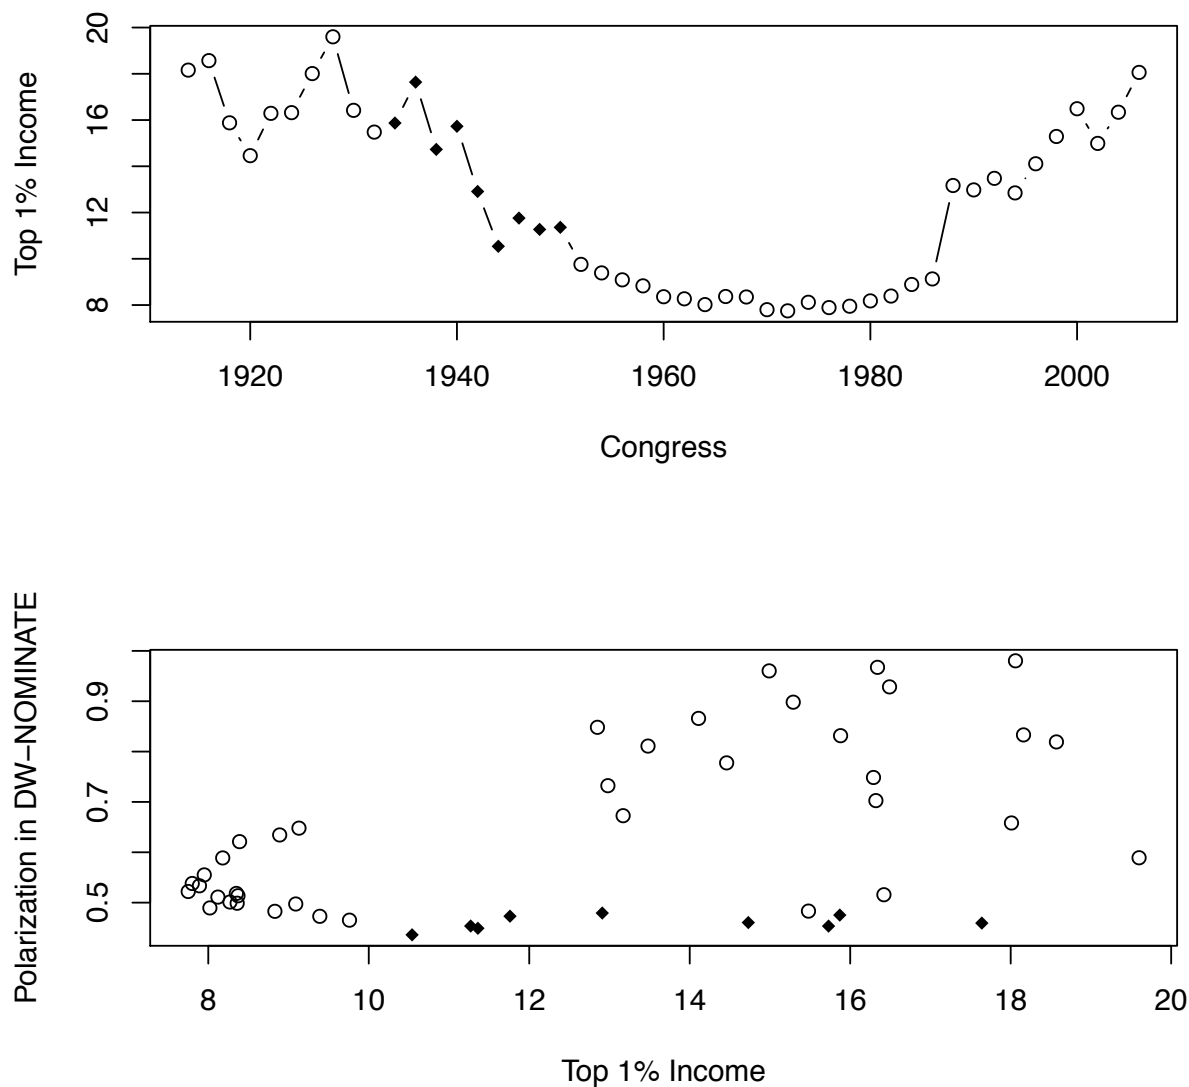 Top 1% Income
20
16
12
8
1920 1940 1960 1980 2000
Congress
Polarization in DW−NOMINATE
0.9
0.7
0.5
8 10 12 14 16 18 20
Top 1% Income